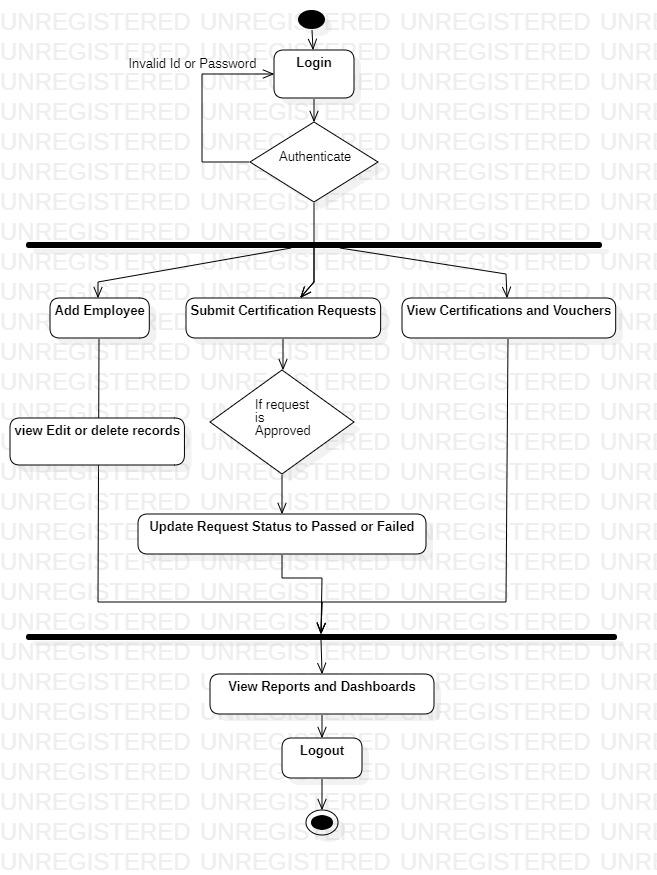 Invalid Id or Password
Login
Authenticate
Add Employee
Submit Certification Requests
View Certifications and Vouchers
If request
is
Approved
view Edit or delete records
Update Request Status to Passed or Failed
View Reports and Dashboards
Logout
UNREGISTERED